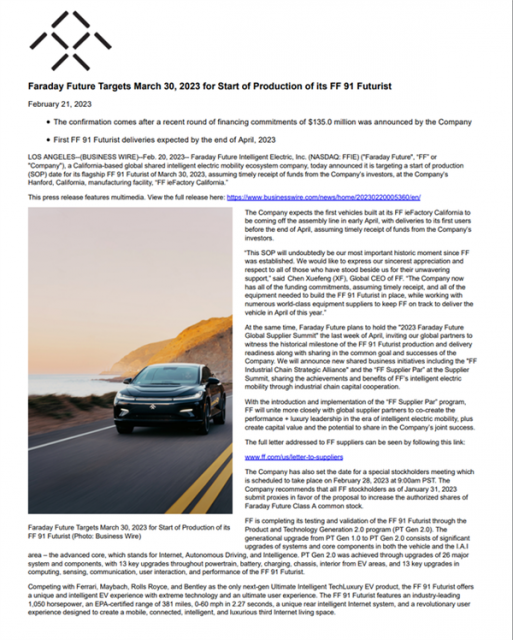 Faraday Future Targets March 30, 2023 for Start of Production of its FF 91 Futurist
February 21, 2023
• The confirmation comes after a recent round of financing commitments of $135.0 million was announced by the Company
• First FF 91 Futurist deliveries expected by the end of April, 2023
LOS ANGELES--(BUSINESS WIRE)--Feb. 20, 2023-- Faraday Future Intelligent Electric, Inc. (NASDAQ: FFIE) ("Faraday Future", "FF" or
"Company"), a California-based global shared intelligent electric mobility ecosystem company, today announced it is targeting a start of production
(SOP) date for its flagship FF 91 Futurist of March 30, 2023, assuming timely receipt of funds from the Company's investors, at the Company's
Hanford, California, manufacturing facility, "FF ieFactory California."
This press release features multimedia. View the full release here: https://www.businesswire.com/news/home/20230220005360/en/
The Company expects the first vehicles built at its FF ieFactory California to
be coming off the assembly line in early April, with deliveries to its first users
before the end of April, assuming timely receipt of funds from the Company's
investors.
"This SOP will undoubtedly be our most important historic moment since FF
was established. We would like to express our sincerest appreciation and
respect to all of those who have stood beside us for their unwavering
support," said Chen Xuefeng (XF), Global CEO of FF. "The Company now
has all of the funding commitments, assuming timely receipt, and all of the
equipment needed to build the FF 91 Futurist in place, while working with
numerous world-class equipment suppliers to keep FF on track to deliver the
vehicle in April of this year."
At the same time, Faraday Future plans to hold the "2023 Faraday Future
Global Supplier Summit" the last week of April, inviting our global partners to
witness the historical milestone of the FF 91 Futurist production and delivery
readiness along with sharing in the common goal and successes of the
Company. We will announce new shared business initiatives including the "FF
Industrial Chain Strategic Alliance" and the "FF Supplier Par" at the Supplier
Summit, sharing the achievements and benefits of FF's intelligent electric
mobility through industrial chain capital cooperation.
With the introduction and implementation of the "FF Supplier Par" program,
FF will unite more closely with global supplier partners to co-create the
performance + luxury leadership in the era of intelligent electric mobility, plus
create capital value and the potential to share in the Company's joint success.
The full letter addressed to FF suppliers can be seen by following this link:
www.ff.com/us/letter-to-suppliers
The Company has also set the date for a special stockholders meeting which
is scheduled to take place on February 28, 2023 at 9:00am PST. The
Company recommends that all FF stockholders as of January 31, 2023
submit proxies in favor of the proposal to increase the authorized shares of
Faraday Future Class A common stock.
Faraday Future Targets March 30, 2023 for Start of Production of its
FF 91 Futurist (Photo: Business Wire)
FF is completing its testing and validation of the FF 91 Futurist through the
Product and Technology Generation 2.0 program (PT Gen 2.0). The
generational upgrade from PT Gen 1.0 to PT Gen 2.0 consists of significant
upgrades of systems and core components in both the vehicle and the I.A.I
area – the advanced core, which stands for Internet, Autonomous Driving, and Intelligence. PT Gen 2.0 was achieved through upgrades of 26 major
system and components, with 13 key upgrades throughout powertrain, battery, charging, chassis, interior from EV areas, and 13 key upgrades in
computing, sensing, communication, user interaction, and performance of the FF 91 Futurist.
Competing with Ferrari, Maybach, Rolls Royce, and Bentley as the only next-gen Ultimate Intelligent TechLuxury EV product, the FF 91 Futurist offers
a unique and intelligent EV experience with extreme technology and an ultimate user experience. The FF 91 Futurist features an industry-leading
1,050 horsepower, an EPA-certified range of 381 miles, 0-60 mph in 2.27 seconds, a unique rear intelligent Internet system, and a revolutionary user
experience designed to create a mobile, connected, intelligent, and luxurious third Internet living space.